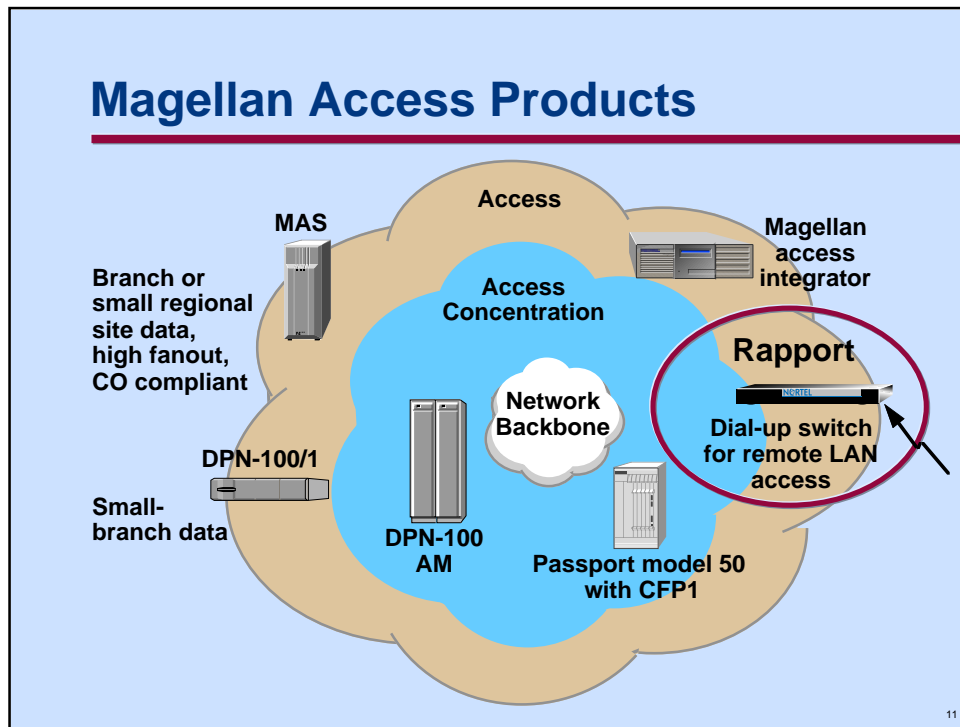 Magellan Access Products
Access
MAS
Magellan
access
integrator
Branch or
small regional
site data,
high fanout,
CO compliant
Access
Concentration
Rapport
NORTEL
Network
Backbone
Dial-up switch
for remote LAN
access
DPN-100/1
Small-
branch data
DPN-100
AM
Passport model 50
with CFP1
11